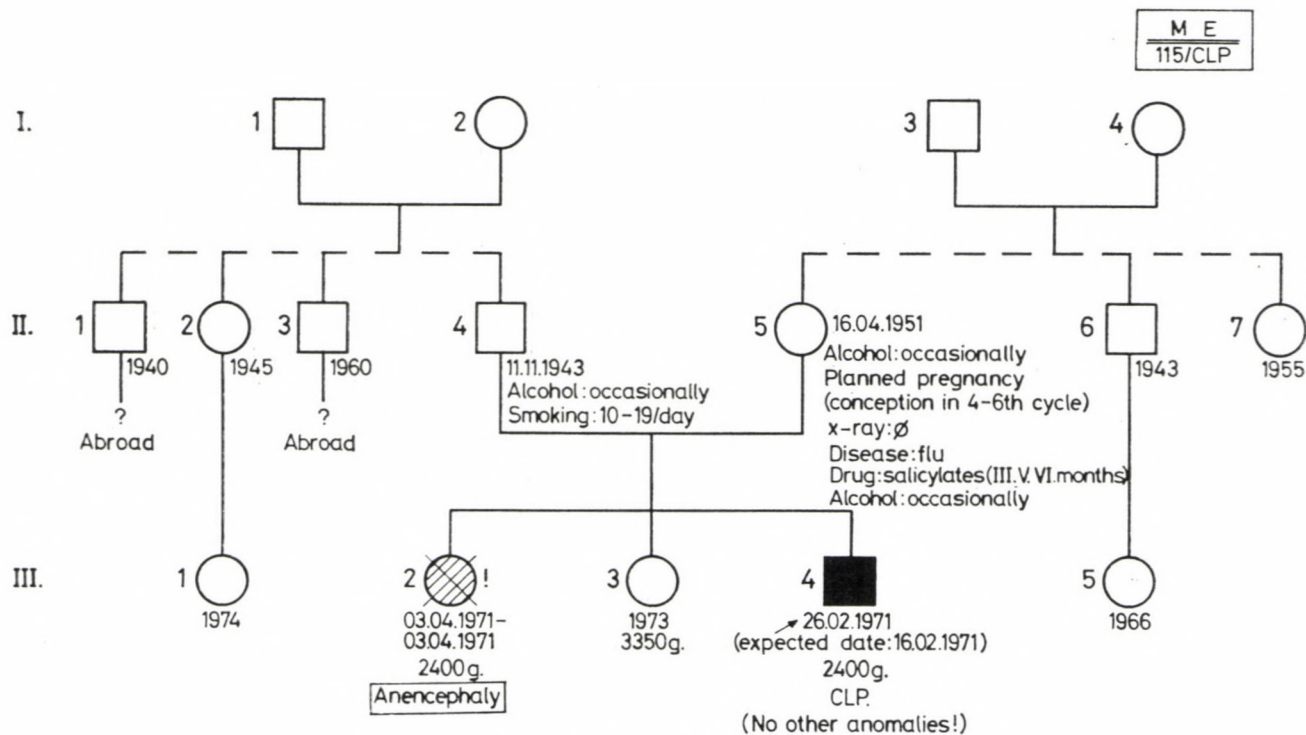 M E
115/CLP
I.
1
2
3
4
II.
1
1940
?
Abroad
2
1945
3
1960
?
Abroad
4
11.11.1943
Alcohol:occasionally
Smoking:10-19/day
5
16.04.1951
Alcohol:occasionally
Planned pregnancy
(conception in 4-6th cycle)
x-ray:ø
Disease:flu
Drug:salicylates(III.V.VI.months)
Alcohol:occasionally
6
1943
7
1955
III.
1
1974
2
!
03.04.1971-
03.04.1971
2400g.
Anencephaly
3
1973
3350g.
4
26.02.1971
(expected date:16.02.1971)
2400g.
CLP.
(No other anomalies!)
5
1966